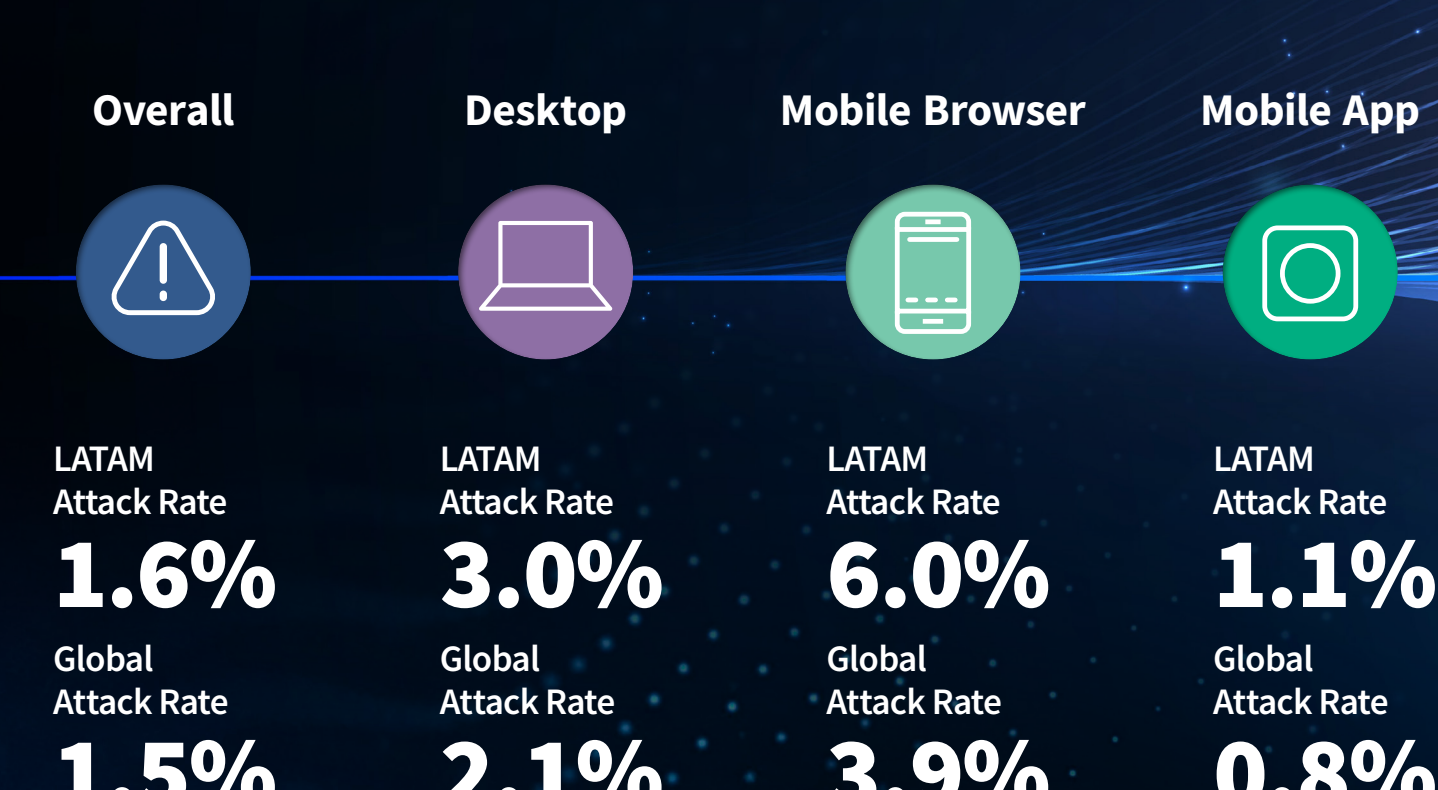 Overall
Desktop
Mobile Browser
Mobile App
LATAM
Attack Rate
1.6%
Global
Attack Rate
1.5%
LATAM
Attack Rate
3.0%
Global
Attack Rate
2.1%
LATAM
Attack Rate
6.0%
Global
Attack Rate
3.9%
LATAM
Attack Rate
1.1%
Global
Attack Rate
0.8%